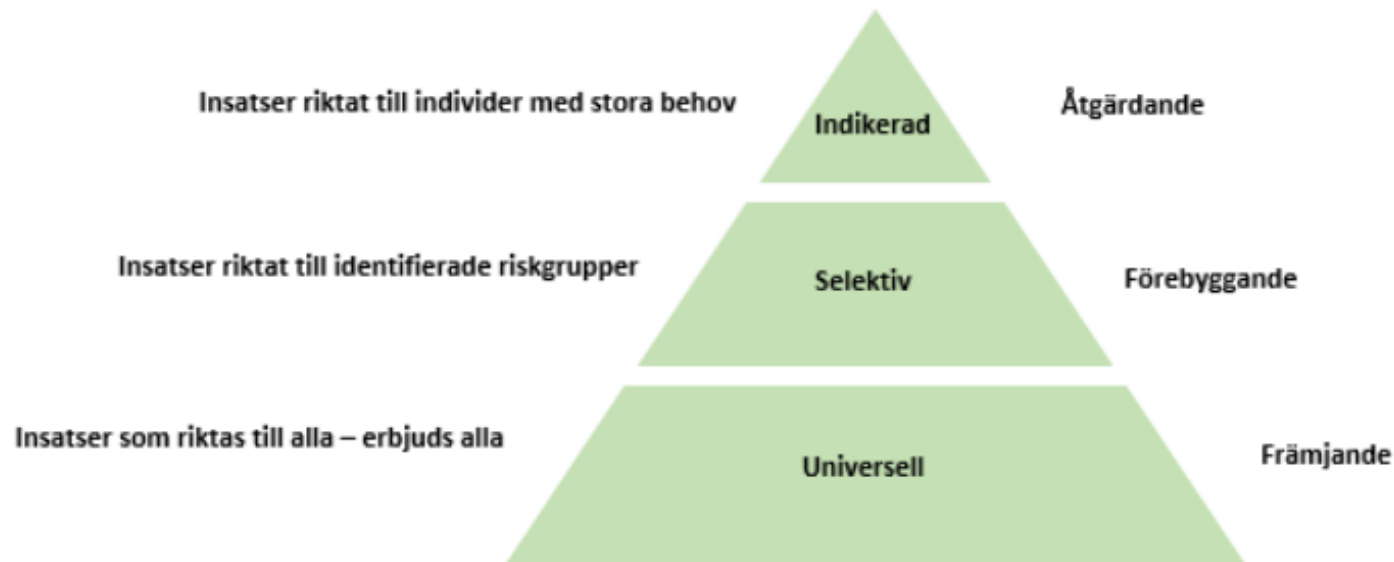 Insatser riktat till individer med stora behov
Indikerad
Åtgärdande
Insatser riktat till identifierade riskgrupper
Selektiv
Förebyggande
Insatser som riktas till alla – erbjuds alla
Universell
Främjande